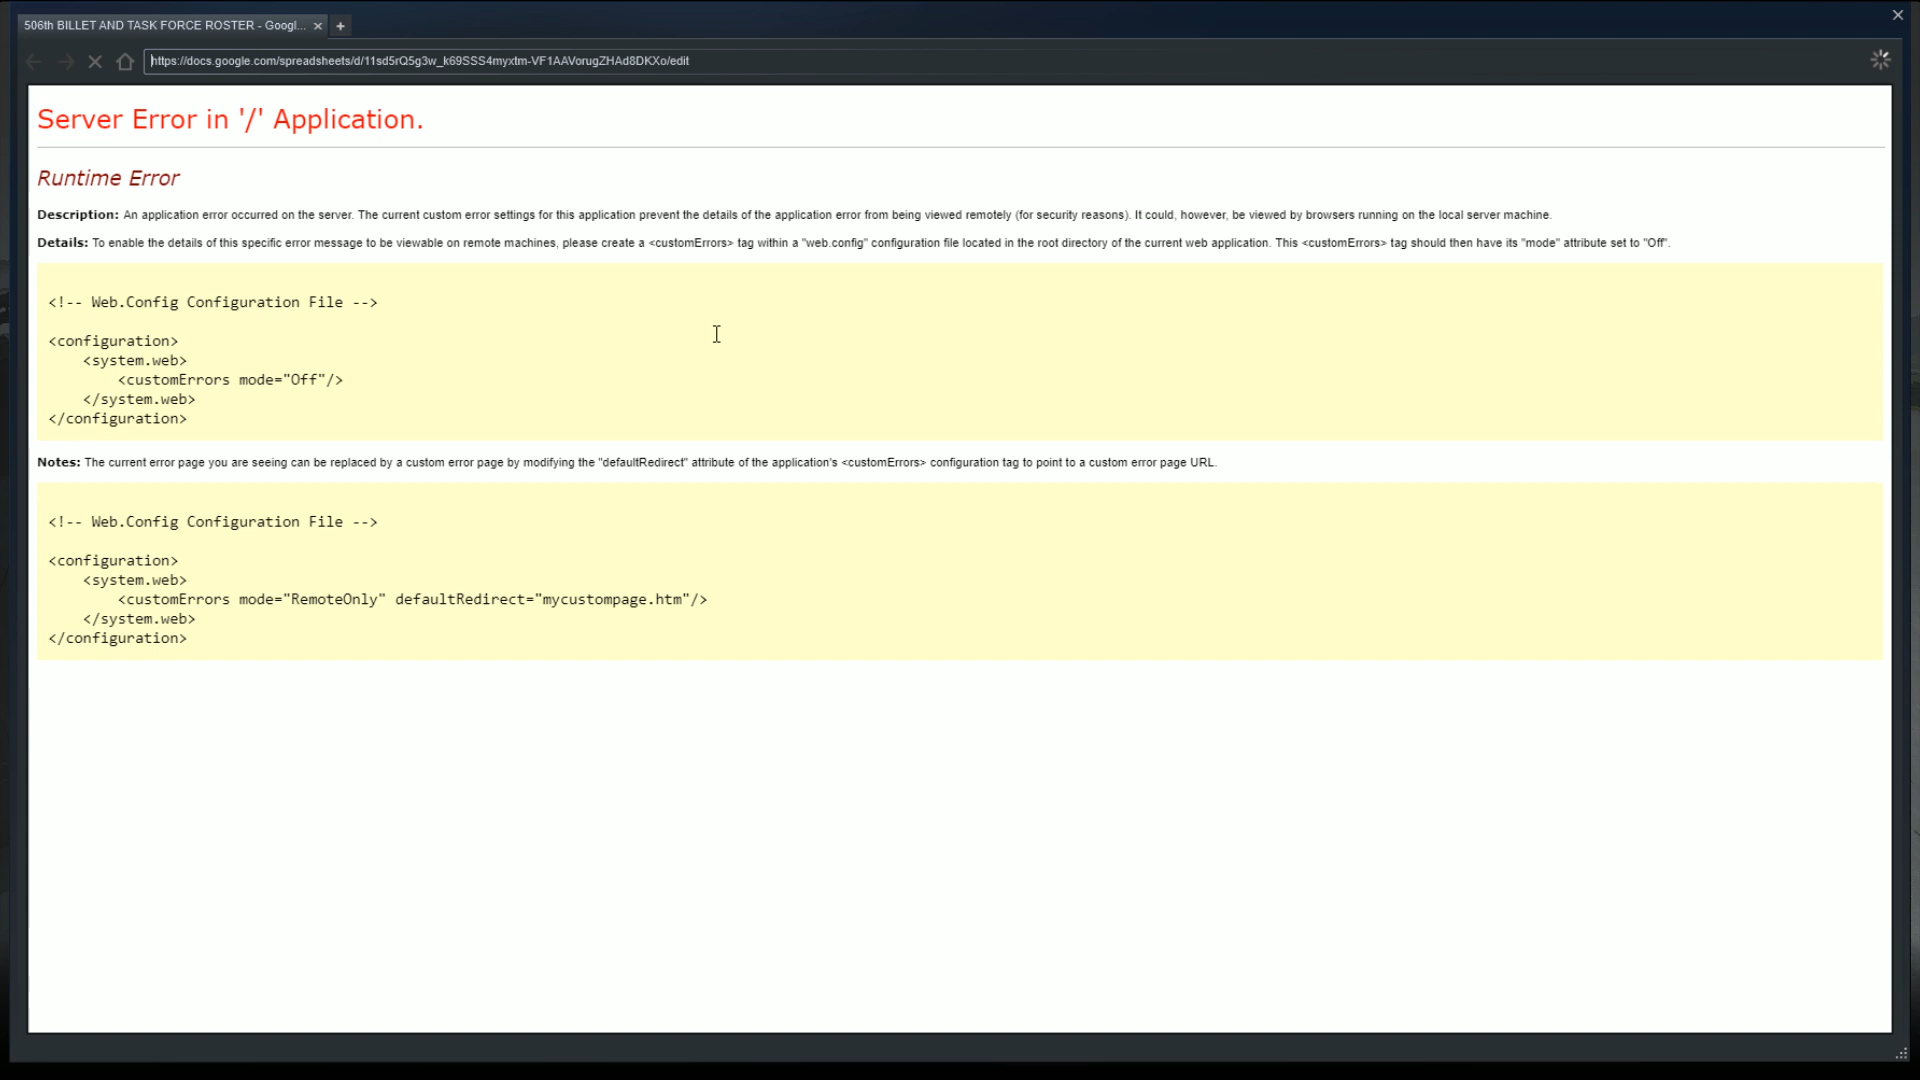 506th BILLET AND TASK FORCE ROSTER - Googl...
https://docs.google.com/spreadsheets/d/11sd5rQ5g3w_k69SSS4myxtm-VF1AAVorugZHAd8DKXo/edit
Server Error in '/' Application.
Runtime Error
Description: An application error occurred on the server. The current custom error settings for this application prevent the details of the application error from being viewed remotely (for security reasons). It could, however, be viewed by browsers running on the local server machine.
Details: To enable the details of this specific error message to be viewable on remote machines, please create a <customErrors> tag within a "web.config" configuration file located in the root directory of the current web application. This <customErrors> tag should then have its "mode" attribute set to "Off".
<!-- Web.Config Configuration File -->
<configuration>
    <system.web>
        <customErrors mode="Off"/>
    </system.web>
</configuration>
Notes: The current error page you are seeing can be replaced by a custom error page by modifying the "defaultRedirect" attribute of the application's <customErrors> configuration tag to point to a custom error page URL.
<!-- Web.Config Configuration File -->
<configuration>
    <system.web>
        <customErrors mode="RemoteOnly" defaultRedirect="mycustompage.htm"/>
    </system.web>
</configuration>